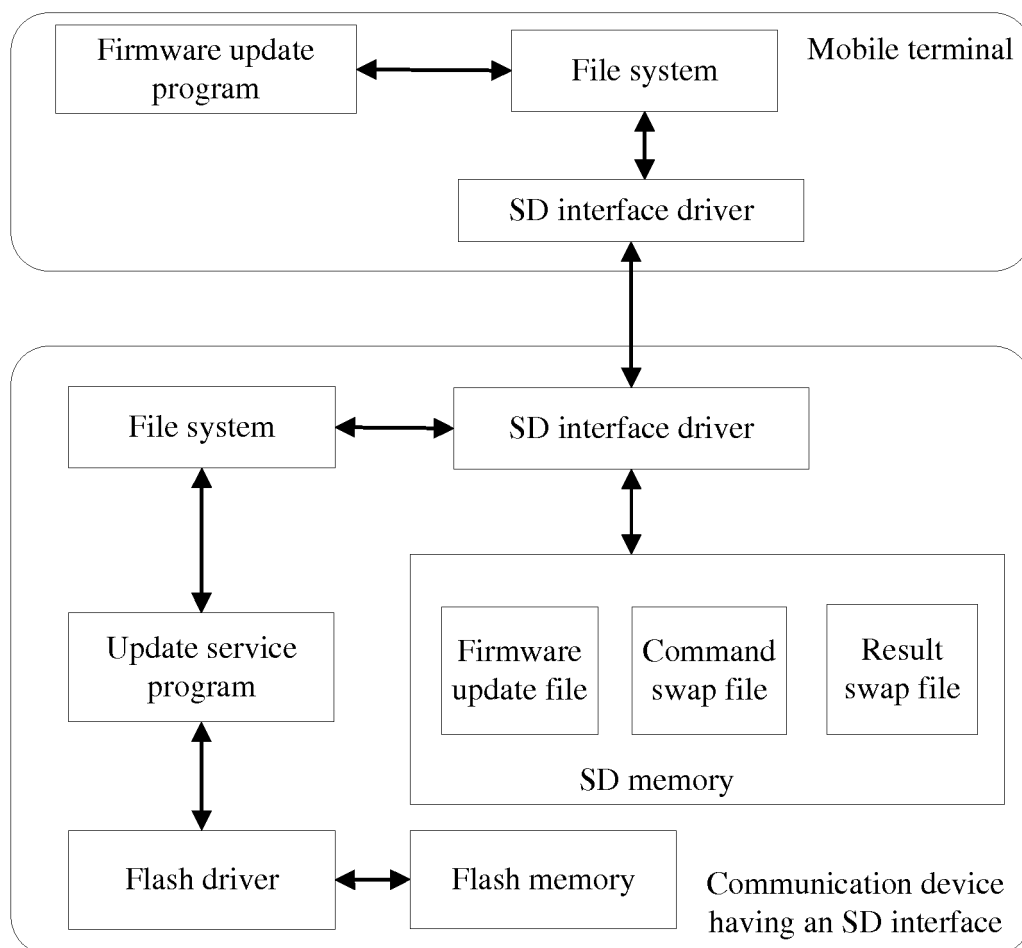 Firmware update
program
File system
Mobile terminal
SD interface driver
File system
SD interface driver
Update service
program
Firmware
update file
Command
swap file
Result
swap file
SD memory
Flash driver
Flash memory
Communication device
having an SD interface